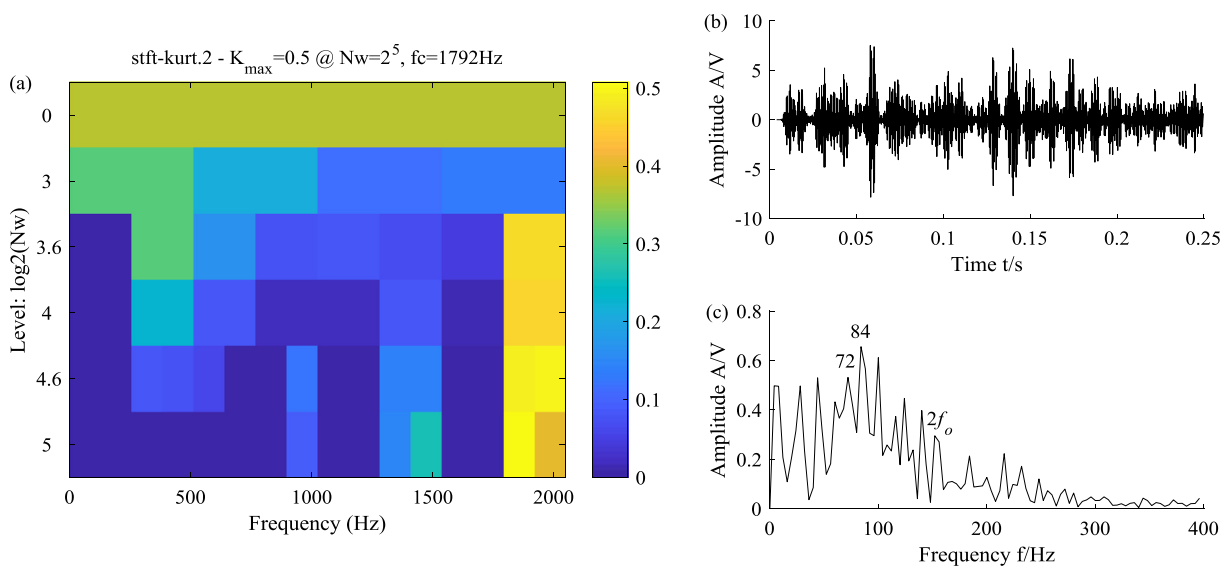 stft-kurt.2 - K_max=0.5 @ Nw=2^5, fc=1792Hz
(a)
Level: log2(Nw)
0
3
3.6
4
4.6
5
0 500 1000 1500 2000
Frequency (Hz)
0.5
0.4
0.3
0.2
0.1
0
(b)
Amplitude A/V
10
5
0
-5
-10
0 0.05 0.1 0.15 0.2 0.25
Time t/s
(c)
Amplitude A/V
0.8
0.6
0.4
0.2
0
84
72
2f_o
0 100 200 300 400
Frequency f/Hz